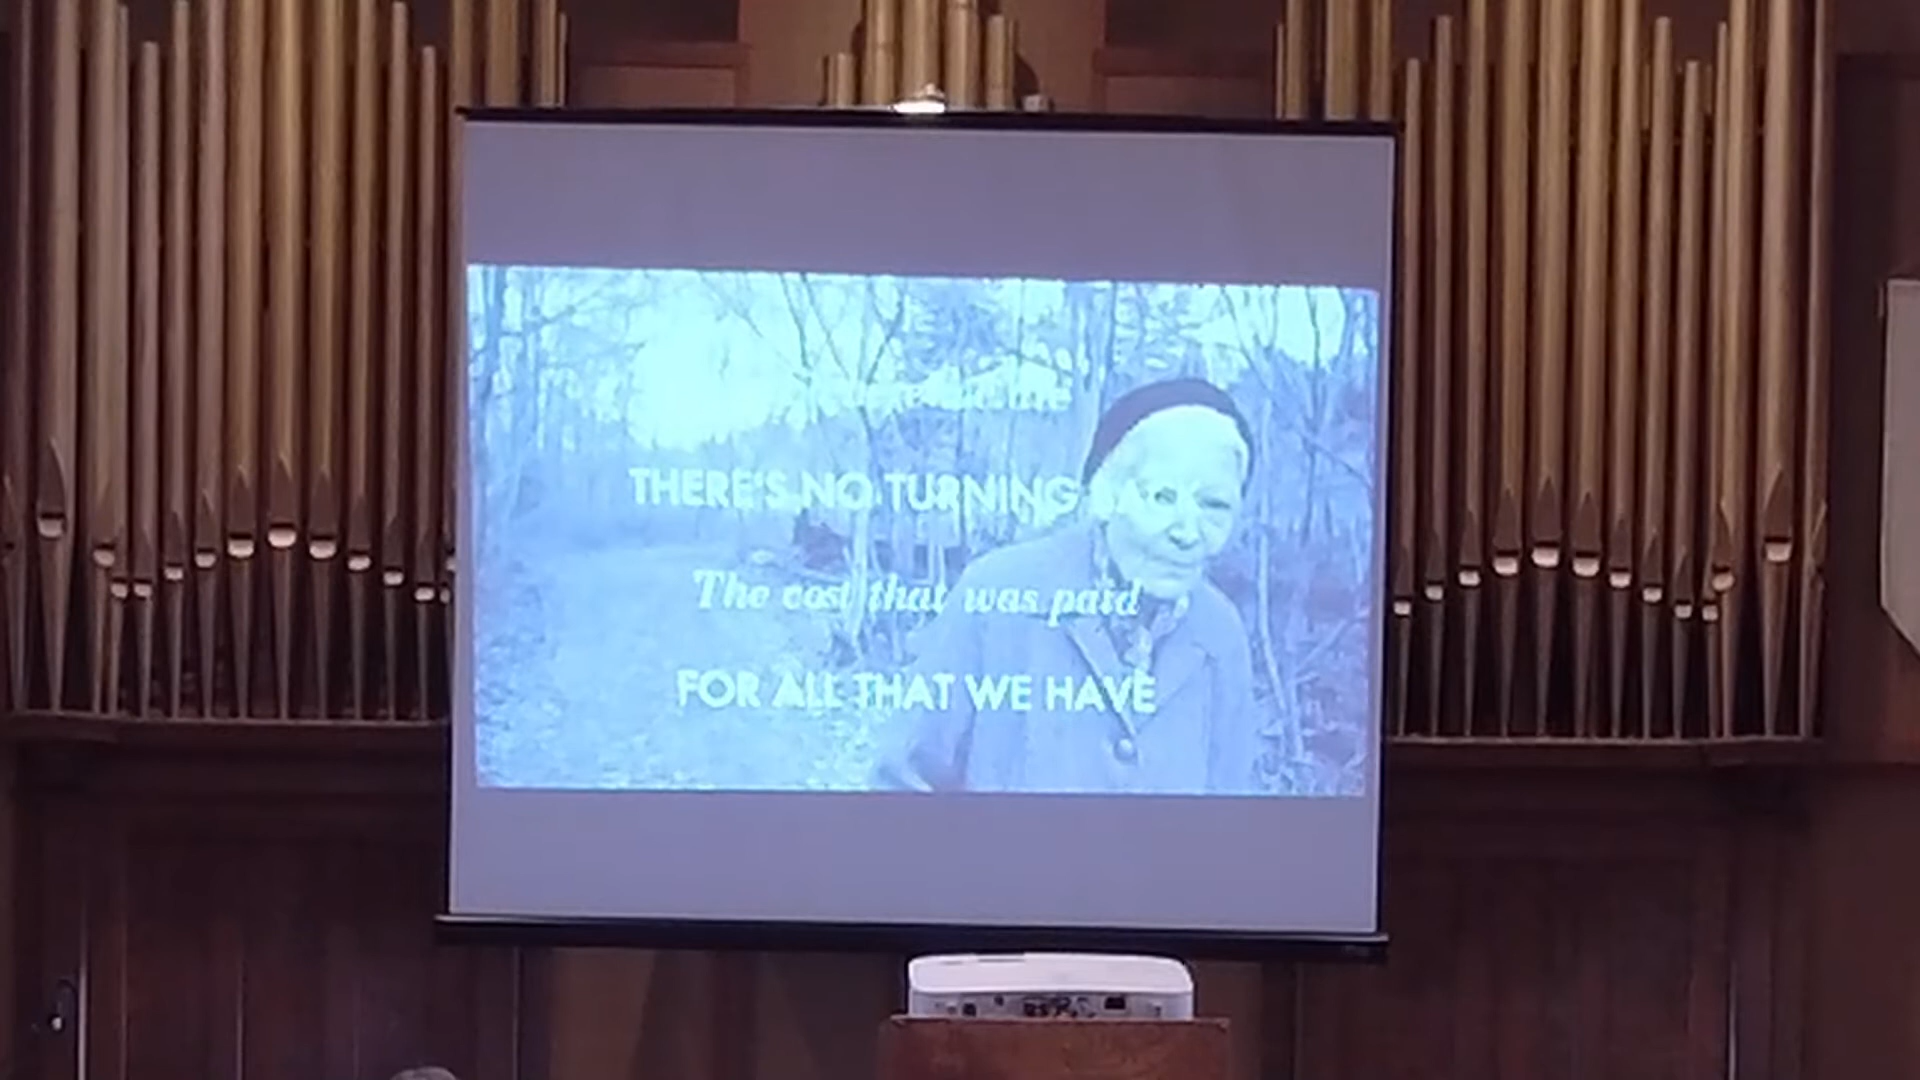 THERE'S NO TURNING
The cost that was paid
FOR ALL THAT WE HAVE